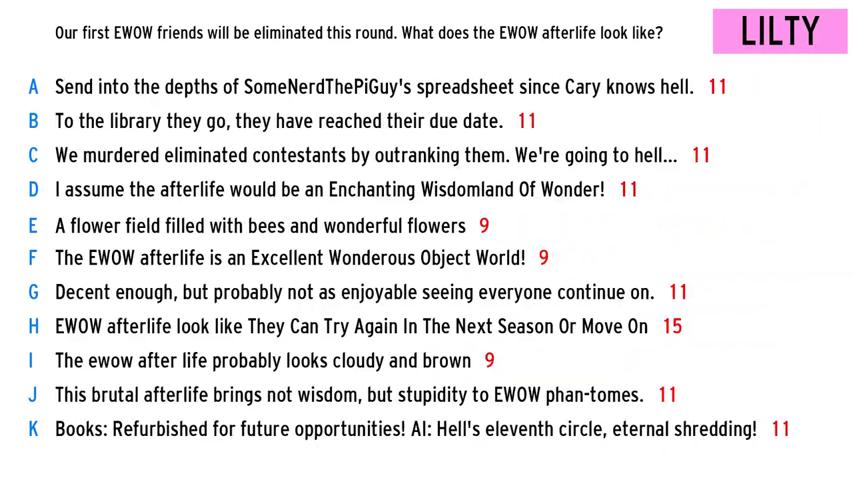 Our first EWOW friends will be eliminated this round. What does the EWOW afterlife look like?
LILTY
A Send into the depths of SomeNerdThePiGuy's spreadsheet since Cary knows hell. 11
B To the library they go, they have reached their due date. 11
C We murdered eliminated contestants by outranking them. We're going to hell... 11
D I assume the afterlife would be an Enchanting Wisdomland Of Wonder! 11
E A flower field filled with bees and wonderful flowers 9
F The EWOW afterlife is an Excellent Wonderous Object World! 9
G Decent enough, but probably not as enjoyable seeing everyone continue on. 11
H EWOW afterlife look like They Can Try Again In The Next Season Or Move On 15
I The ewow after life probably looks cloudy and brown 9
J This brutal afterlife brings not wisdom, but stupidity to EWOW phan-tomes. 11
K Books: Refurbished for future opportunities! AI: Hell's eleventh circle, eternal shredding! 11